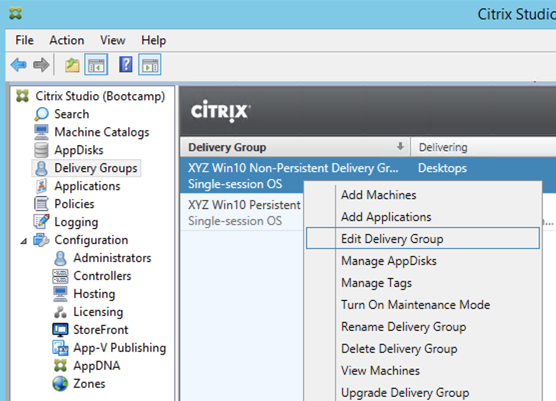 Citrix Studio
File Action View Help
Citrix Studio (Bootcamp)
Search
Machine Catalogs
AppDisks
Delivery Groups
Applications
Policies
Logging
Configuration
Administrators
Controllers
Hosting
Licensing
StoreFront
App-V Publishing
AppDNA
Zones
CITRIX
Delivery Group Delivering
XYZ Win10 Non-Persistent Delivery Gr... Desktops
Single-session OS
XYZ Win10 Persistent
Single-session OS
Add Machines
Add Applications
Edit Delivery Group
Manage AppDisks
Manage Tags
Turn On Maintenance Mode
Rename Delivery Group
Delete Delivery Group
View Machines
Upgrade Delivery Group